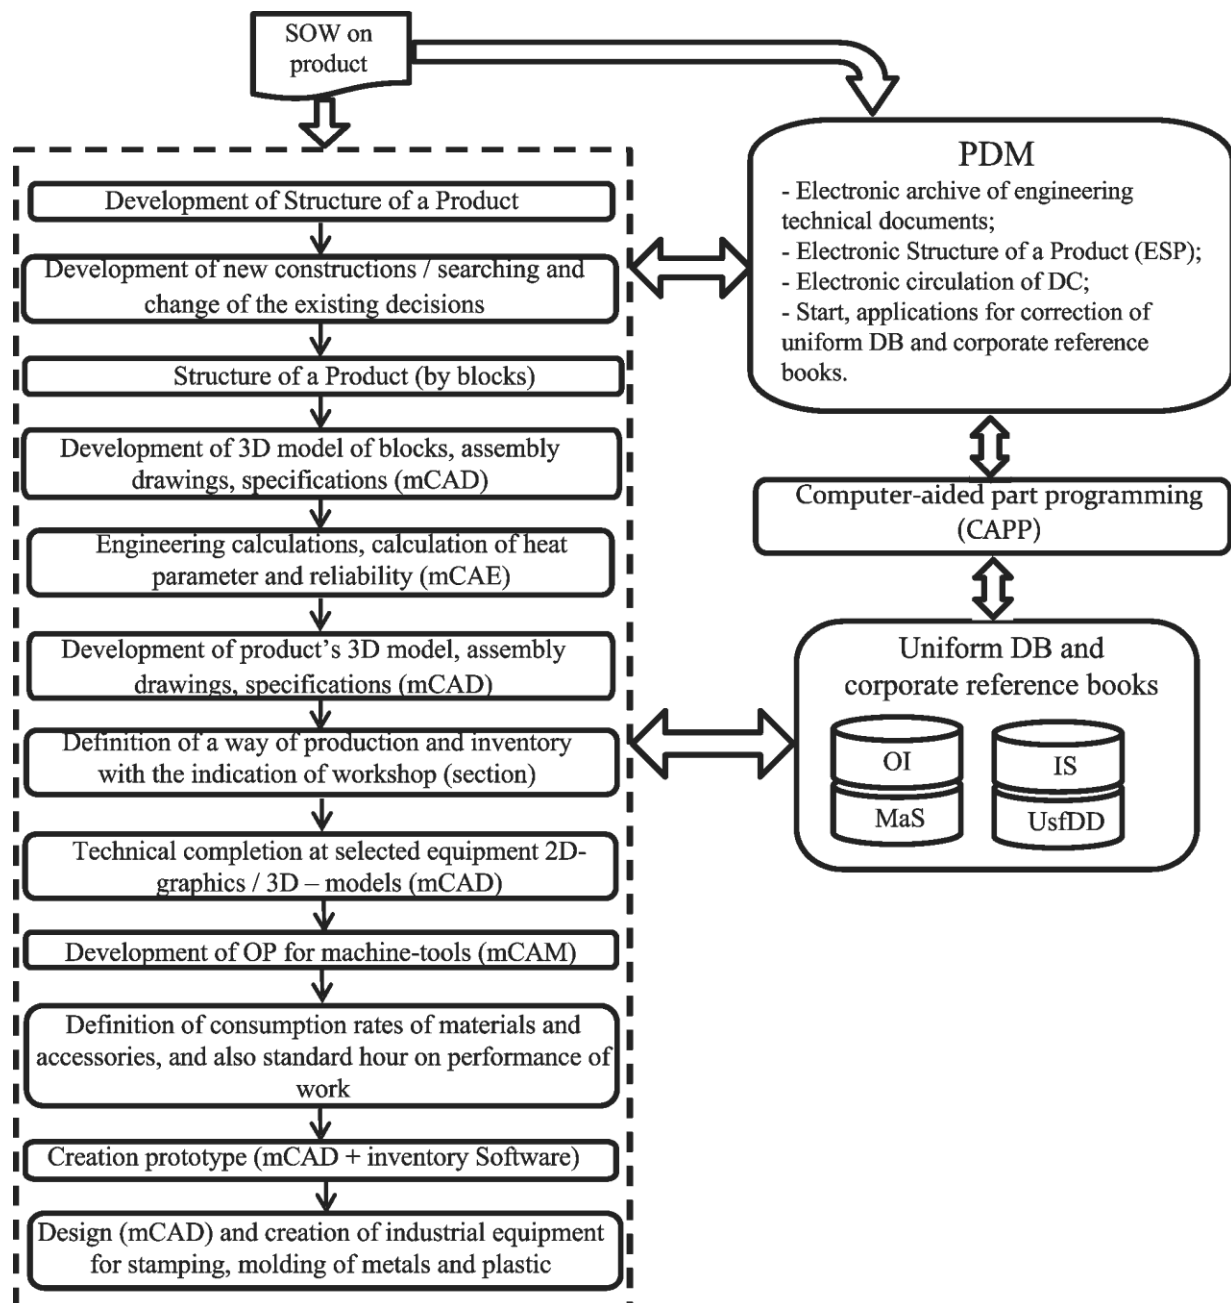 SOW on
product
Development of Structure of a Product
Development of new constructions / searching and
change of the existing decisions
Structure of a Product (by blocks)
Development of 3D model of blocks, assembly
drawings, specifications (mCAD)
Engineering calculations, calculation of heat
parameter and reliability (mCAE)
Development of product’s 3D model, assembly
drawings, specifications (mCAD)
Definition of a way of production and inventory
with the indication of workshop (section)
Technical completion at selected equipment 2D-
graphics / 3D – models (mCAD)
Development of OP for machine-tools (mCAM)
Definition of consumption rates of materials and
accessories, and also standard hour on performance of
work
Creation prototype (mCAD + inventory Software)
Design (mCAD) and creation of industrial equipment
for stamping, molding of metals and plastic
PDM
- Electronic archive of engineering
technical documents;
- Electronic Structure of a Product (ESP);
- Electronic circulation of DC;
- Start, applications for correction of
uniform DB and corporate reference
books.
Computer-aided part programming
(CAPP)
Uniform DB and
corporate reference books
OI
MaS
IS
UsfDD